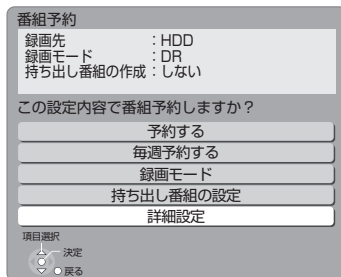 番組予約
録画先　　　　　：HDD
録画モード　　　：DR
持ち出し番組の作成：しない
この設定内容で番組予約しますか？
予約する
毎週予約する
録画モード
持ち出し番組の設定
詳細設定
項目選択
決定
戻る